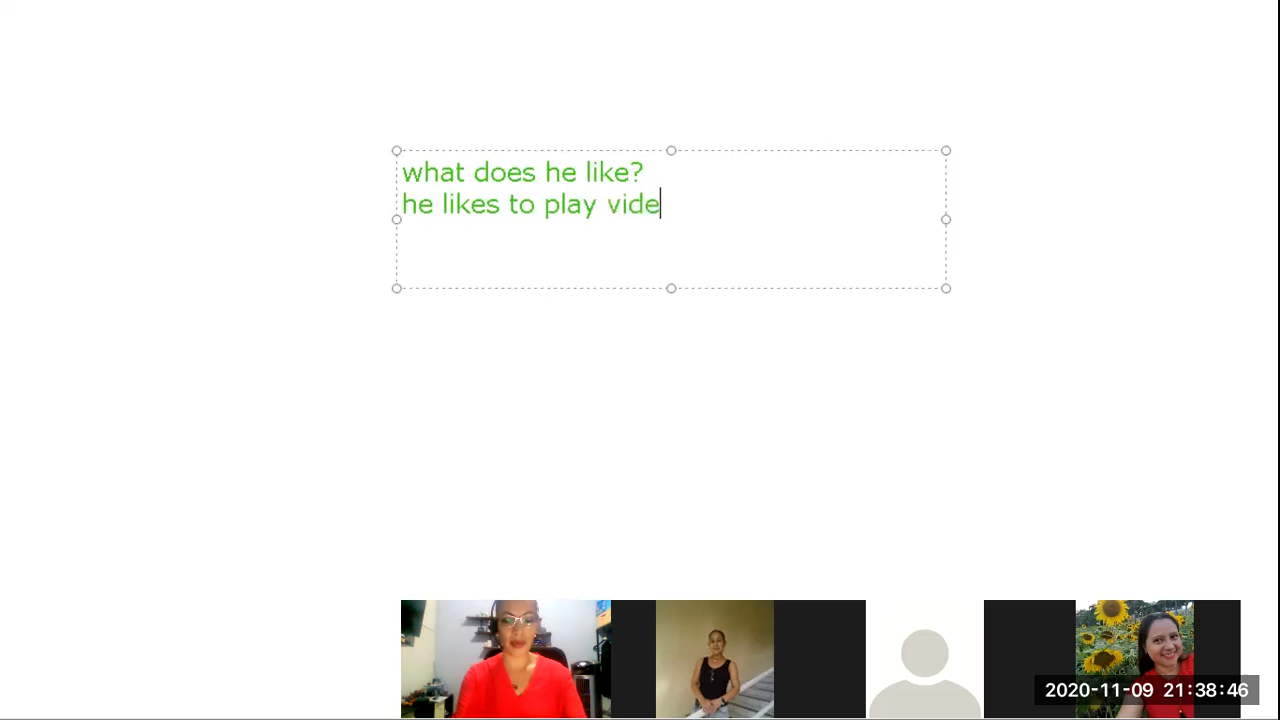 what does he like?
he likes to play vide
2020-11-09 21:38:46